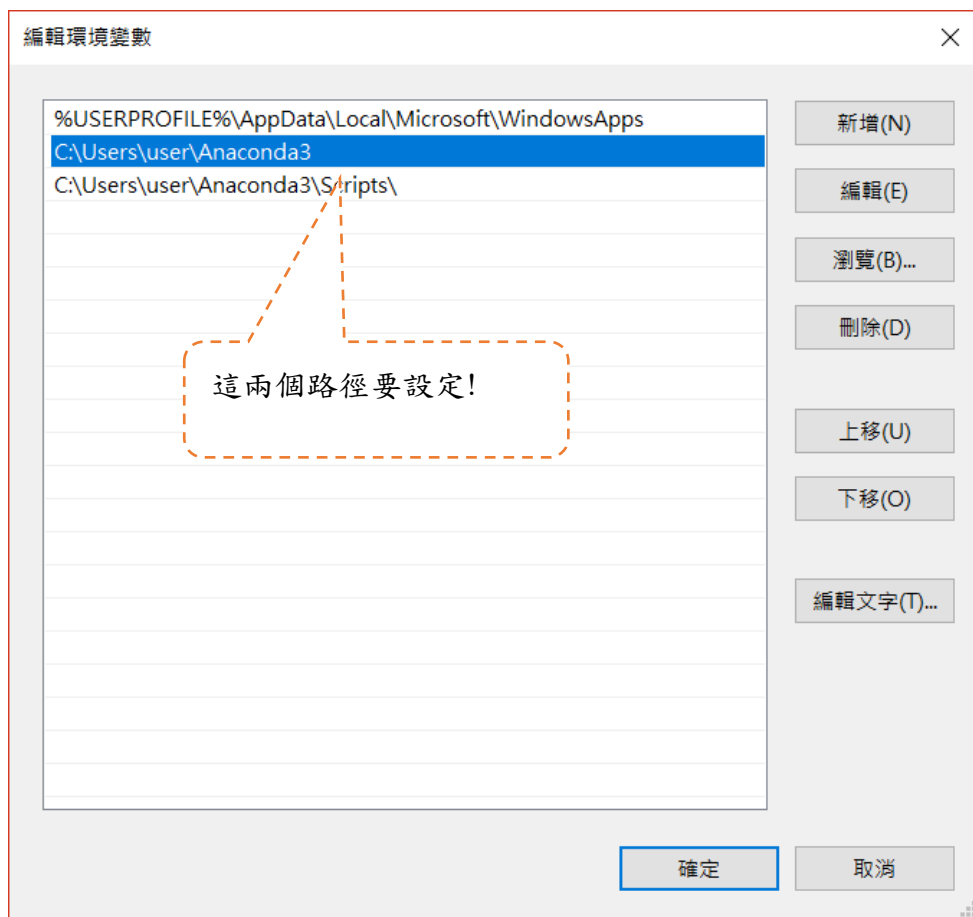 編輯環境變數
%USERPROFILE%\AppData\Local\Microsoft\WindowsApps
C:\Users\user\Anaconda3
C:\Users\user\Anaconda3\Scripts\
這兩個路徑要設定!
新增(N)
編輯(E)
瀏覽(B)...
刪除(D)
上移(U)
下移(O)
編輯文字(T)...
確定
取消